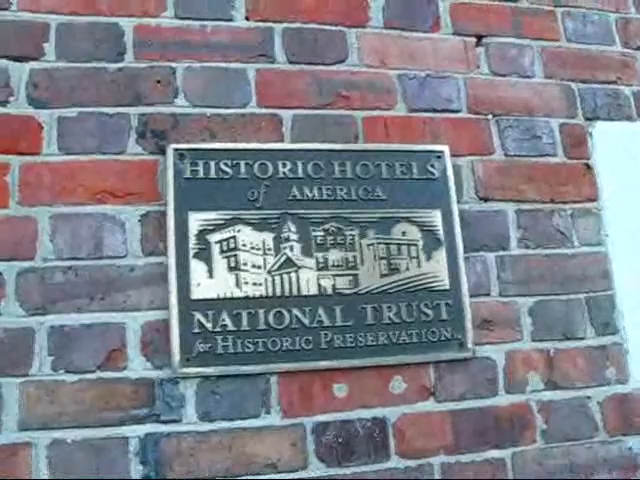 HISTORIC HOTELS
of AMERICA
NATIONAL TRUST
for HISTORIC PRESERVATION